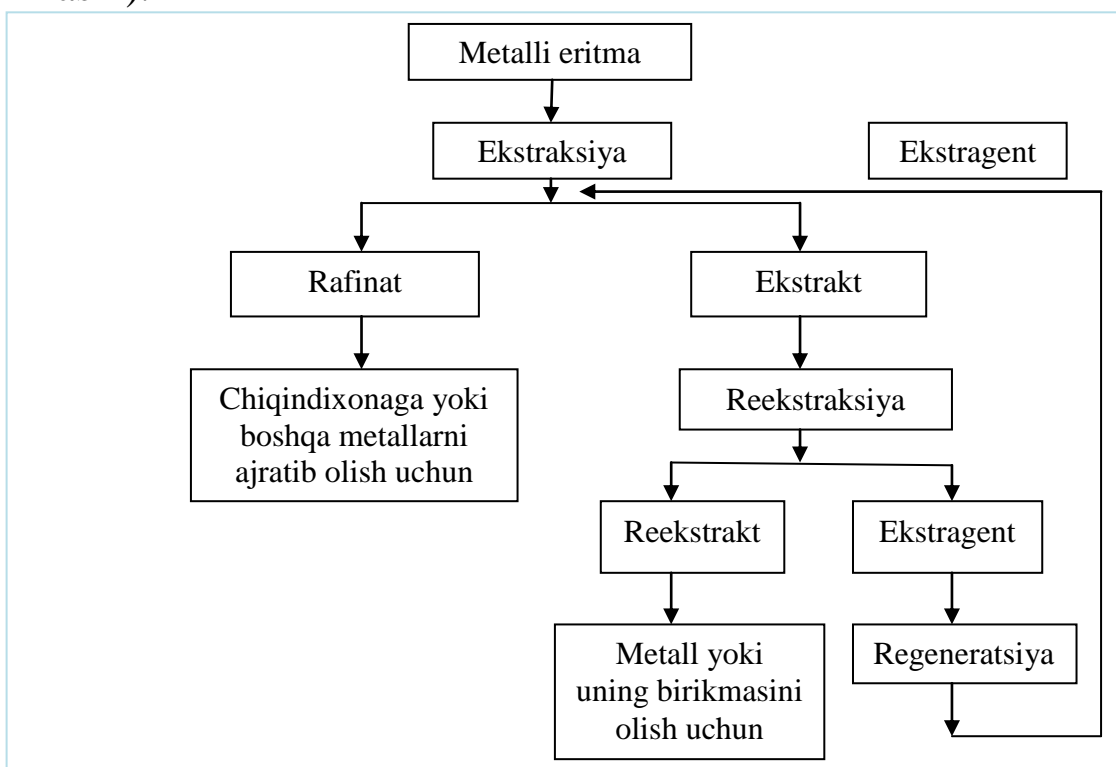 Metalli eritma
Ekstraksiya
Ekstragent
Rafinat
Ekstrakt
Chiqindixonaga yoki
boshqa metallarni
ajratib olish uchun
Reekstraksiya
Reekstrakt
Ekstragent
Metall yoki
uning birikmasini
olish uchun
Regeneratsiya